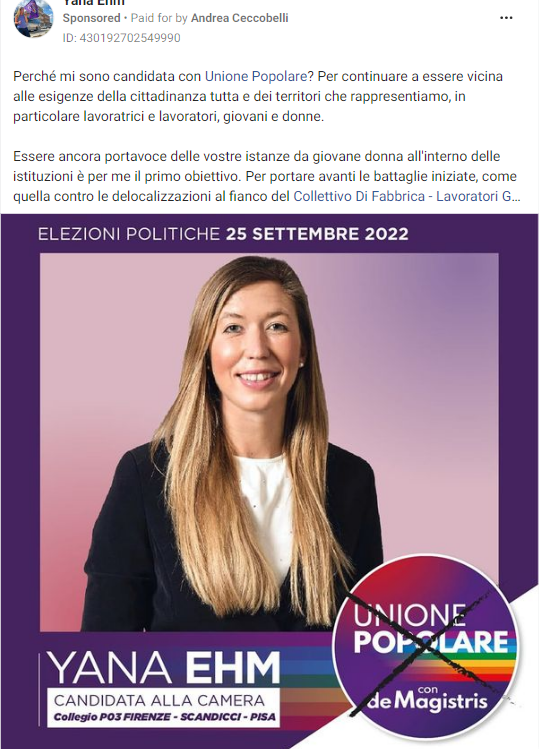 Yana Ehm
Sponsored • Paid for by Andrea Ceccobelli
ID: 430192702549990
Perché mi sono candidata con Unione Popolare? Per continuare a essere vicina
alle esigenze della cittadinanza tutta e dei territori che rappresentiamo, in
particolare lavoratrici e lavoratori, giovani e donne.
Essere ancora portavoce delle vostre istanze da giovane donna all'interno delle
istituzioni è per me il primo obiettivo. Per portare avanti le battaglie iniziate, come
quella contro le delocalizzazioni al fianco del Collettivo Di Fabbrica - Lavoratori G...
ELEZIONI POLITICHE 25 SETTEMBRE 2022
UNIONE
POPOLARE
con
de Magistris
YANA EHM
CANDIDATA ALLA CAMERA
Collegio P03 FIRENZE - SCANDICCI - PISA